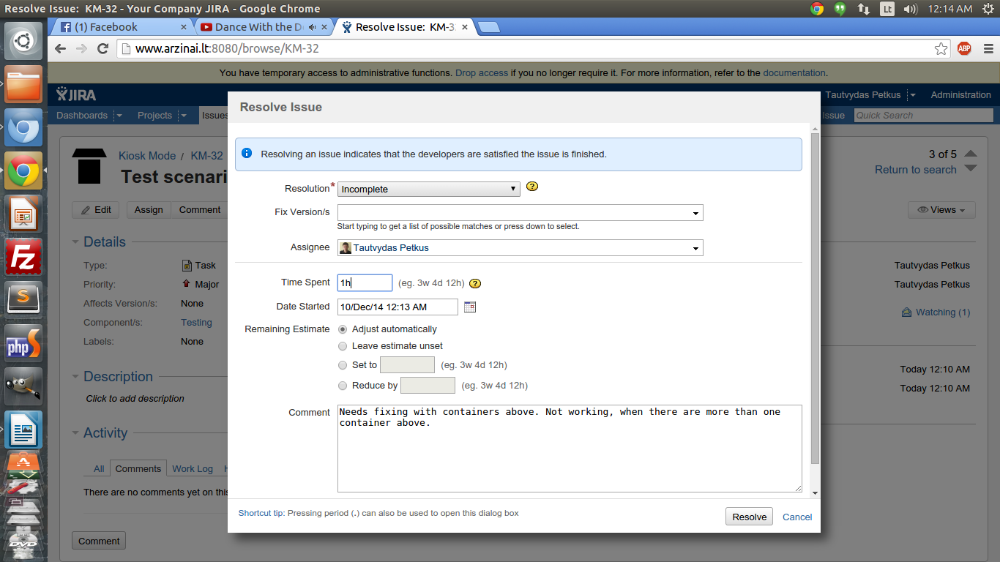 Resolve Issue:  KM-32 - Your Company JIRA - Google Chrome
Lt
12:14 AM
(1) Facebook
Dance With the D
Resolve Issue:  KM-3
www.arzinai.lt:8080/browse/KM-32
ABP
You have temporary access to administrative functions. Drop access if you no longer require it. For more information, refer to the documentation.
JIRA
Tautvydas Petkus
Administration
Dashboards
Projects
Issues
Issue
Quick Search
Resolve Issue
Resolving an issue indicates that the developers are satisfied the issue is finished.
Kiosk Mode / KM-32
Test scenari
3 of 5
Return to search
Edit
Assign
Comment
Views
Resolution*
Incomplete
Fix Version/s
Start typing to get a list of possible matches or press down to select.
Assignee
Tautvydas Petkus
Details
Type:
Task
Priority:
Major
Affects Version/s:
None
Component/s:
Testing
Labels:
None
Tautvydas Petkus
Tautvydas Petkus
Watching (1)
Time Spent
1h
(eg. 3w 4d 12h)
Date Started
10/Dec/14 12:13 AM
Remaining Estimate
Adjust automatically
Leave estimate unset
Set to
(eg. 3w 4d 12h)
Reduce by
(eg. 3w 4d 12h)
Description
Click to add description
Today 12:10 AM
Today 12:10 AM
Comment
Needs fixing with containers above. Not working, when there are more than one
container above.
Activity
All
Comments
Work Log
H
There are no comments yet on this
Shortcut tip: Pressing period (.) can also be used to open this dialog box
Resolve
Cancel
Comment
Fz
S
php
DVD